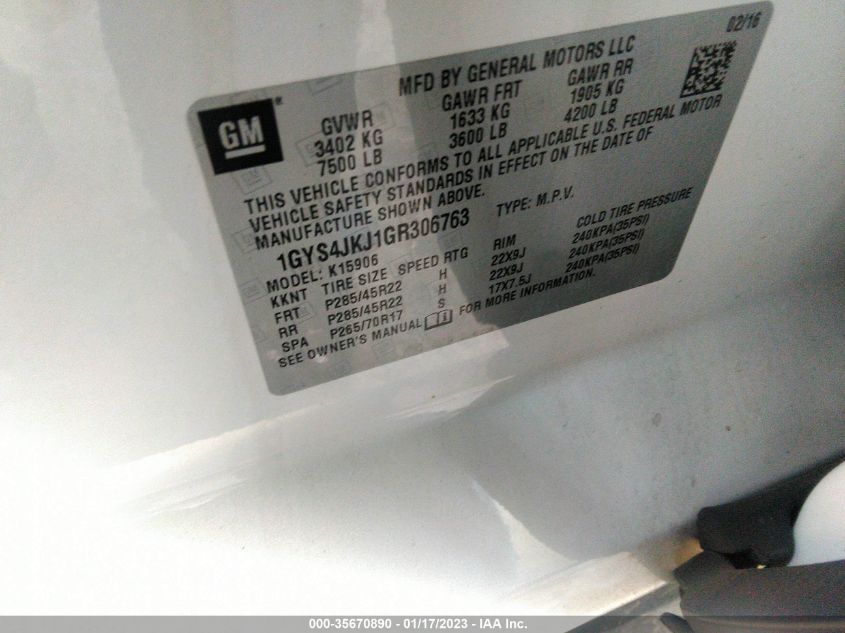 02/16
MFD BY GENERAL MOTORS LLC
GM
GVWR GAWR FRT GAWR RR
3402 KG 1633 KG 1905 KG
7500 LB 3600 LB 4200 LB
THIS VEHICLE CONFORMS TO ALL APPLICABLE U.S. FEDERAL MOTOR
VEHICLE SAFETY STANDARDS IN EFFECT ON THE DATE OF
MANUFACTURE SHOWN ABOVE.
1GYS4JKJ1GR306763 TYPE: M.P.V.
MODEL: K15906
KKNT TIRE SIZE SPEED RTG RIM COLD TIRE PRESSURE
FRT P285/45R22 H 22X9J 240KPA(35PSI)
RR P285/45R22 H 22X9J 240KPA(35PSI)
SPA P265/70R17 S 17X7.5J 240KPA(35PSI)
SEE OWNER'S MANUAL FOR MORE INFORMATION.
000-35670890 - 01/17/2023 - IAA Inc.